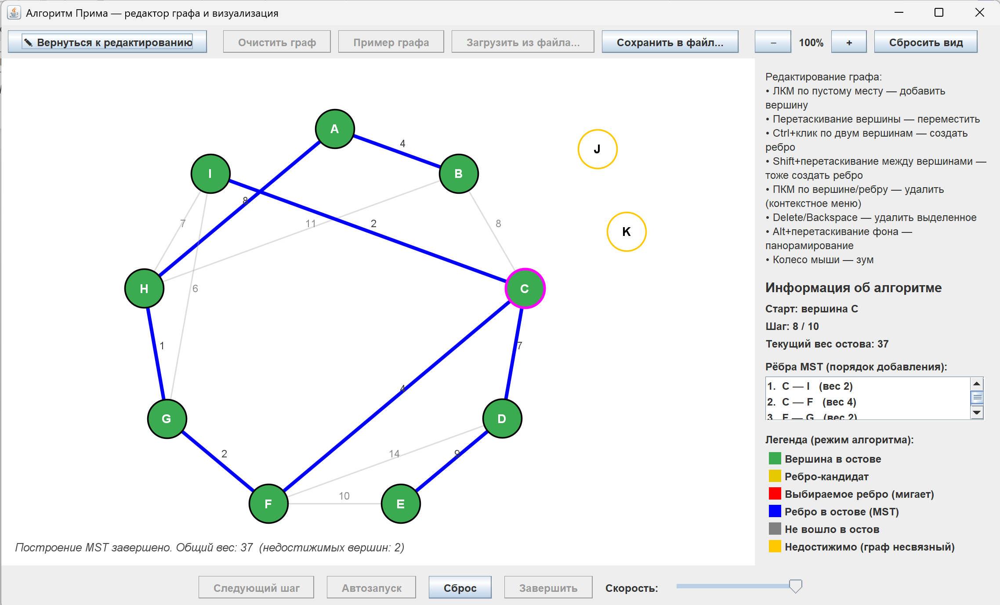 Алгоритм Прима — редактор графа и визуализация
Вернуться к редактированию
Очистить граф
Пример графа
Загрузить из файла...
Сохранить в файл...
–
100%
+
Сбросить вид
A
4
B
I
8
7
11
2
8
J
K
H
6
C
1
7
4
G
D
2
14
9
10
F
E
Построение MST завершено. Общий вес: 37 (недостижимых вершин: 2)
Редактирование графа:
• ЛКМ по пустому месту — добавить
вершину
• Перетаскивание вершины — переместить
• Ctrl+клик по двум вершинам — создать
ребро
• Shift+перетаскивание между вершинами —
тоже создать ребро
• ПКМ по вершине/ребру — удалить
(контекстное меню)
• Delete/Backspace — удалить выделенное
• Alt+перетаскивание фона —
панорамирование
• Колесо мыши — зум
Информация об алгоритме
Старт: вершина C
Шаг: 8 / 10
Текущий вес остова: 37
Рёбра MST (порядок добавления):
1. C — I (вес 2)
2. C — F (вес 4)
3. F — G (вес 2)
Легенда (режим алгоритма):
Вершина в остове
Ребро-кандидат
Выбираемое ребро (мигает)
Ребро в остове (MST)
Не вошло в остов
Недостижимо (граф несвязный)
Следующий шаг
Автозапуск
Сброс
Завершить
Скорость: